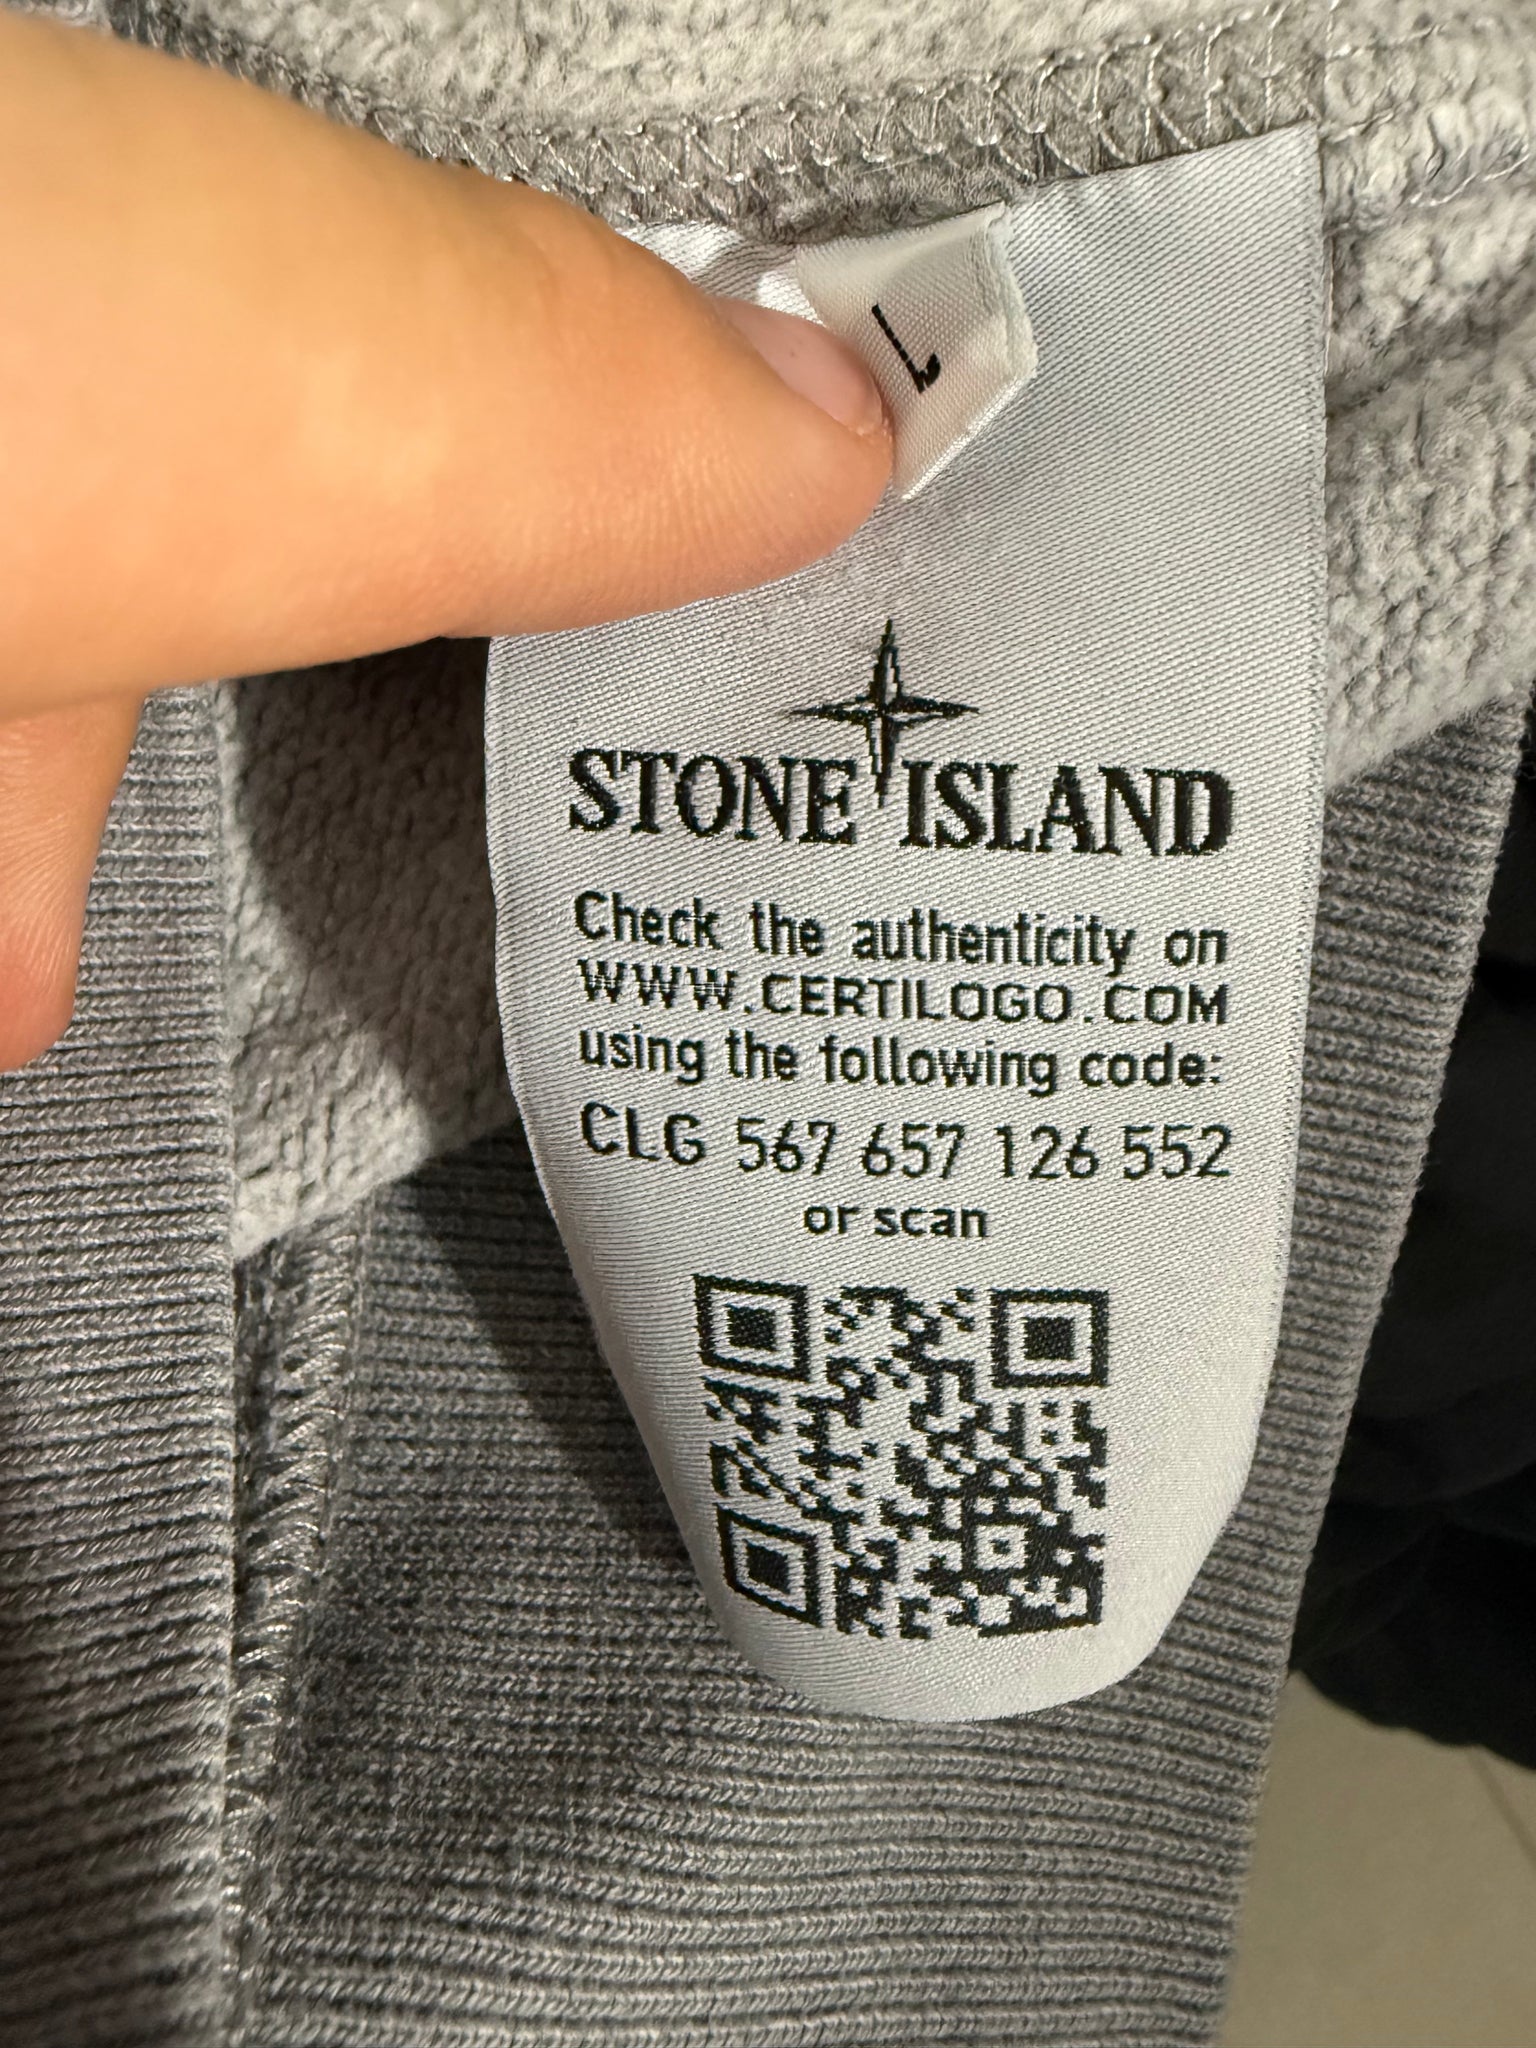 L
STONE ISLAND
Check the authenticity on
WWW.CERTILOGO.COM
using the following code:
CLG 567 657 126 552
or scan